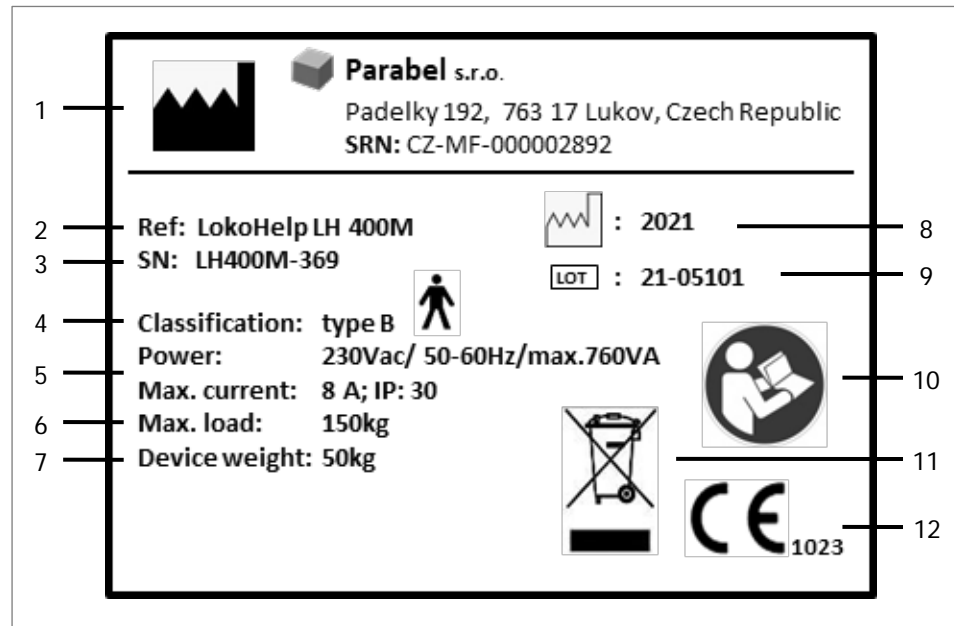 Parabel s.r.o.
1
Padelky 192, 763 17 Lukov, Czech Republic
SRN: CZ-MF-000002892
2
Ref: LokoHelp LH 400M
: 2021
8
3
SN: LH400M-369
LOT : 21-05101
9
4
Classification: type B
5
Power: 230Vac/ 50-60Hz/max.760VA
Max. current: 8 A; IP: 30
10
6
Max. load: 150kg
7
Device weight: 50kg
11
CE 1023
12